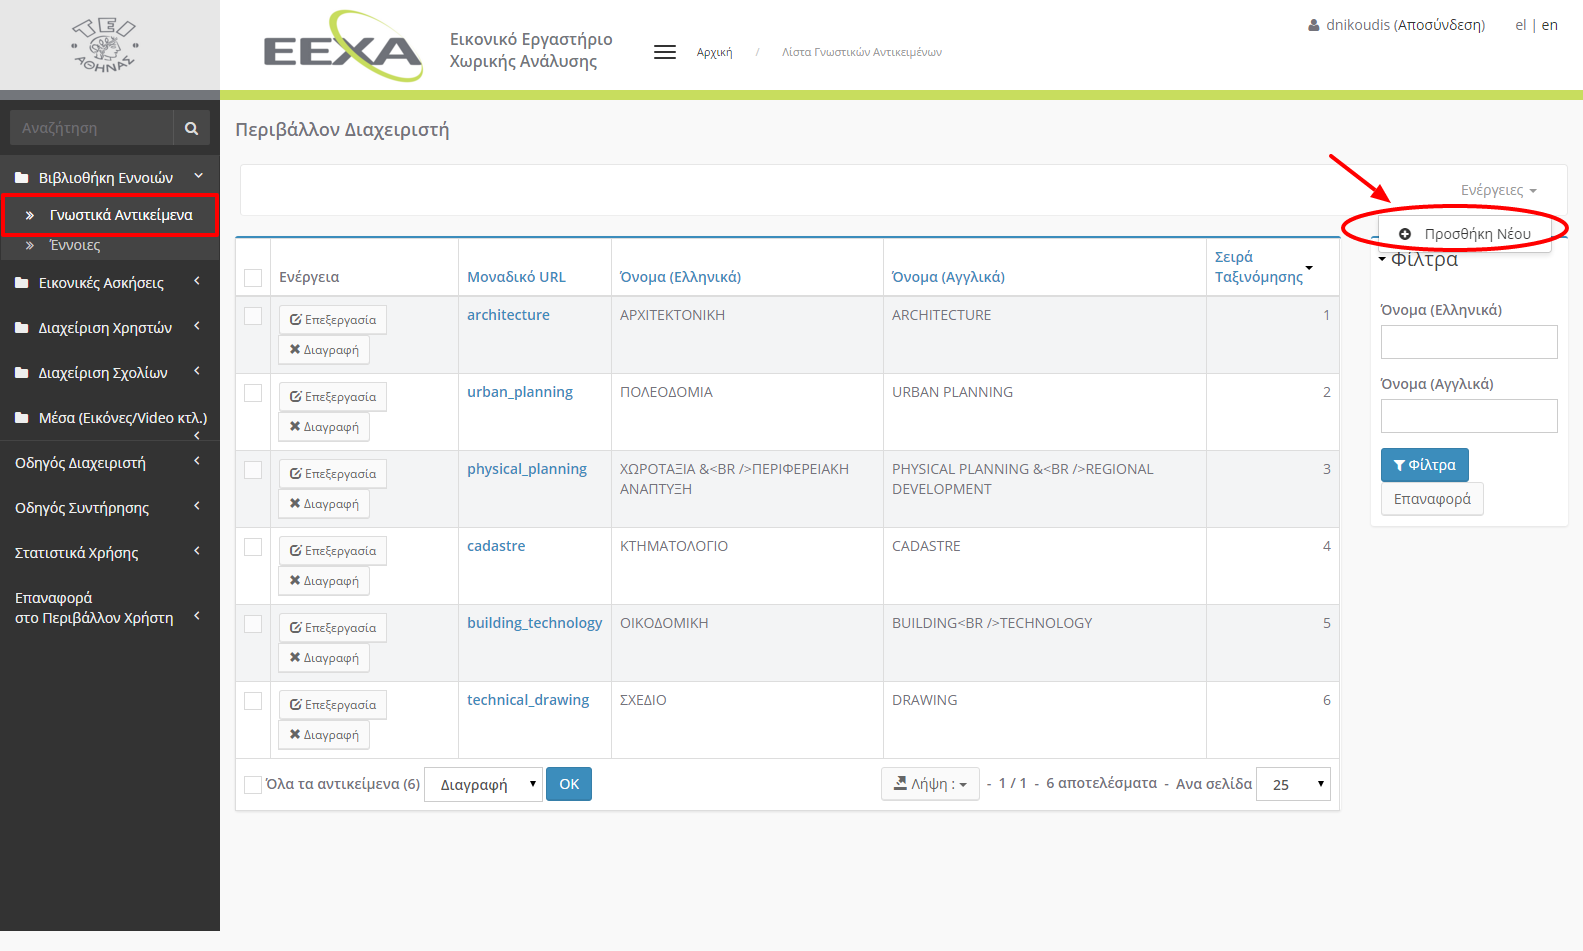 ΤΕΙ
ΑΘΗΝΑΣ
EEXA
Εικονικό Εργαστήριο
Χωρικής Ανάλυσης
Αρχική / Λίστα Γνωστικών Αντικειμένων
dnikoudis (Αποσύνδεση) el | en
Αναζήτηση
Βιβλιοθήκη Εννοιών
Γνωστικά Αντικείμενα
Έννοιες
Εικονικές Ασκήσεις
Διαχείριση Χρηστών
Διαχείριση Σχολίων
Μέσα (Εικόνες/Video κτλ.)
Οδηγός Διαχειριστή
Οδηγός Συντήρησης
Στατιστικά Χρήσης
Επαναφορά
στο Περιβάλλον Χρήστη
Περιβάλλον Διαχειριστή
Ενέργειες
Προσθήκη Νέου
Ενέργεια Μοναδικό URL Όνομα (Ελληνικά) Όνομα (Αγγλικά) Σειρά
Ταξινόμησης
Επεξεργασία architecture ΑΡΧΙΤΕΚΤΟΝΙΚΗ ARCHITECTURE 1
Διαγραφή
Επεξεργασία urban_planning ΠΟΛΕΟΔΟΜΙΑ URBAN PLANNING 2
Διαγραφή
Επεξεργασία physical_planning ΧΩΡΟΤΑΞΙΑ &<BR />ΠΕΡΙΦΕΡΕΙΑΚΗ PHYSICAL PLANNING &<BR />REGIONAL 3
Διαγραφή ΑΝΑΠΤΥΞΗ DEVELOPMENT
Επεξεργασία cadastre ΚΤΗΜΑΤΟΛΟΓΙΟ CADASTRE 4
Διαγραφή
Επεξεργασία building_technology ΟΙΚΟΔΟΜΙΚΗ BUILDING<BR />TECHNOLOGY 5
Διαγραφή
Επεξεργασία technical_drawing ΣΧΕΔΙΟ DRAWING 6
Διαγραφή
Όλα τα αντικείμενα (6) Διαγραφή OK Λήψη : - 1 / 1 - 6 αποτελέσματα - Ανα σελίδα 25
Φίλτρα
Όνομα (Ελληνικά)
Όνομα (Αγγλικά)
Φίλτρα
Επαναφορά